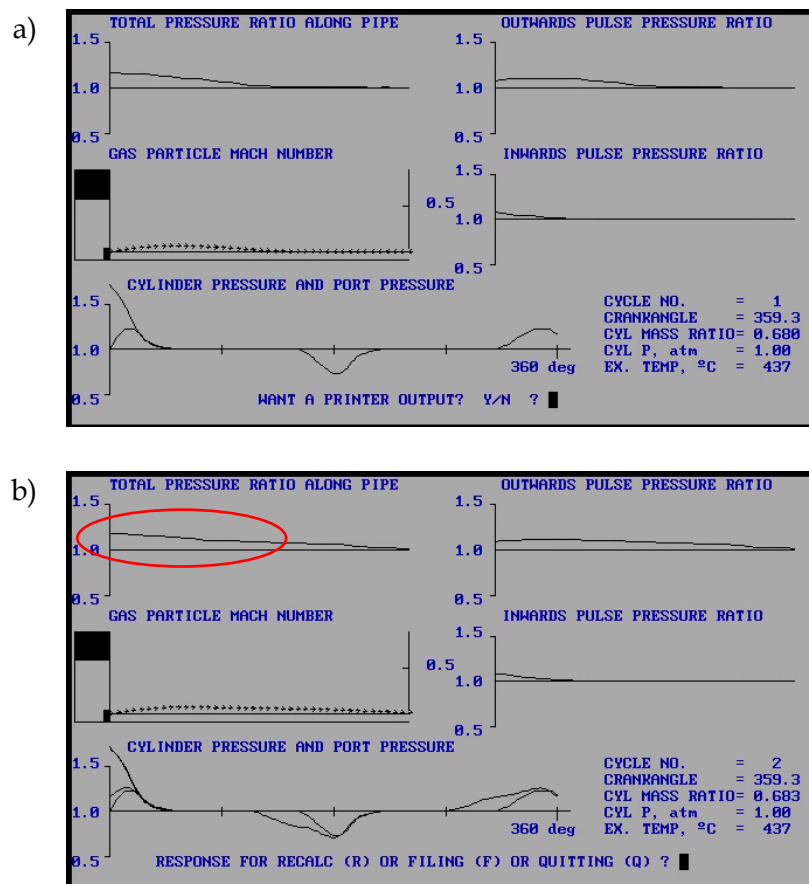 a)
TOTAL PRESSURE RATIO ALONG PIPE
1.5
1.0
0.5
OUTWARDS PULSE PRESSURE RATIO
1.5
1.0
0.5
GAS PARTICLE MACH NUMBER
0.5
INWARDS PULSE PRESSURE RATIO
1.5
1.0
0.5
CYLINDER PRESSURE AND PORT PRESSURE
1.5
1.0
0.5
360 deg
CYCLE NO. = 1
CRANKANGLE = 359.3
CYL MASS RATIO= 0.680
CYL P, atm = 1.00
EX. TEMP, ºC = 437
WANT A PRINTER OUTPUT? Y/N ?
b)
TOTAL PRESSURE RATIO ALONG PIPE
1.5
1.0
0.5
OUTWARDS PULSE PRESSURE RATIO
1.5
1.0
0.5
GAS PARTICLE MACH NUMBER
0.5
INWARDS PULSE PRESSURE RATIO
1.5
1.0
0.5
CYLINDER PRESSURE AND PORT PRESSURE
1.5
1.0
0.5
360 deg
CYCLE NO. = 2
CRANKANGLE = 359.3
CYL MASS RATIO= 0.683
CYL P, atm = 1.00
EX. TEMP, ºC = 437
RESPONSE FOR RECALC (R) OR FILING (F) OR QUITTING (Q) ?